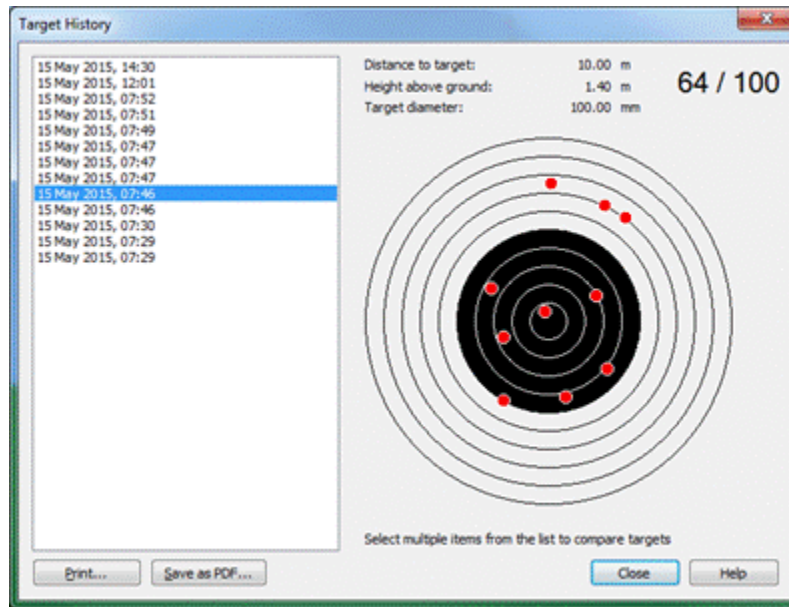 Target History
15 May 2015, 14:30
15 May 2015, 12:01
15 May 2015, 07:52
15 May 2015, 07:51
15 May 2015, 07:49
15 May 2015, 07:47
15 May 2015, 07:47
15 May 2015, 07:47
15 May 2015, 07:46
15 May 2015, 07:46
15 May 2015, 07:30
15 May 2015, 07:29
15 May 2015, 07:29
Distance to target: 10.00 m
Height above ground: 1.40 m
Target diameter: 100.00 mm
64 / 100
Select multiple items from the list to compare targets
Print... Save as PDF... Close Help